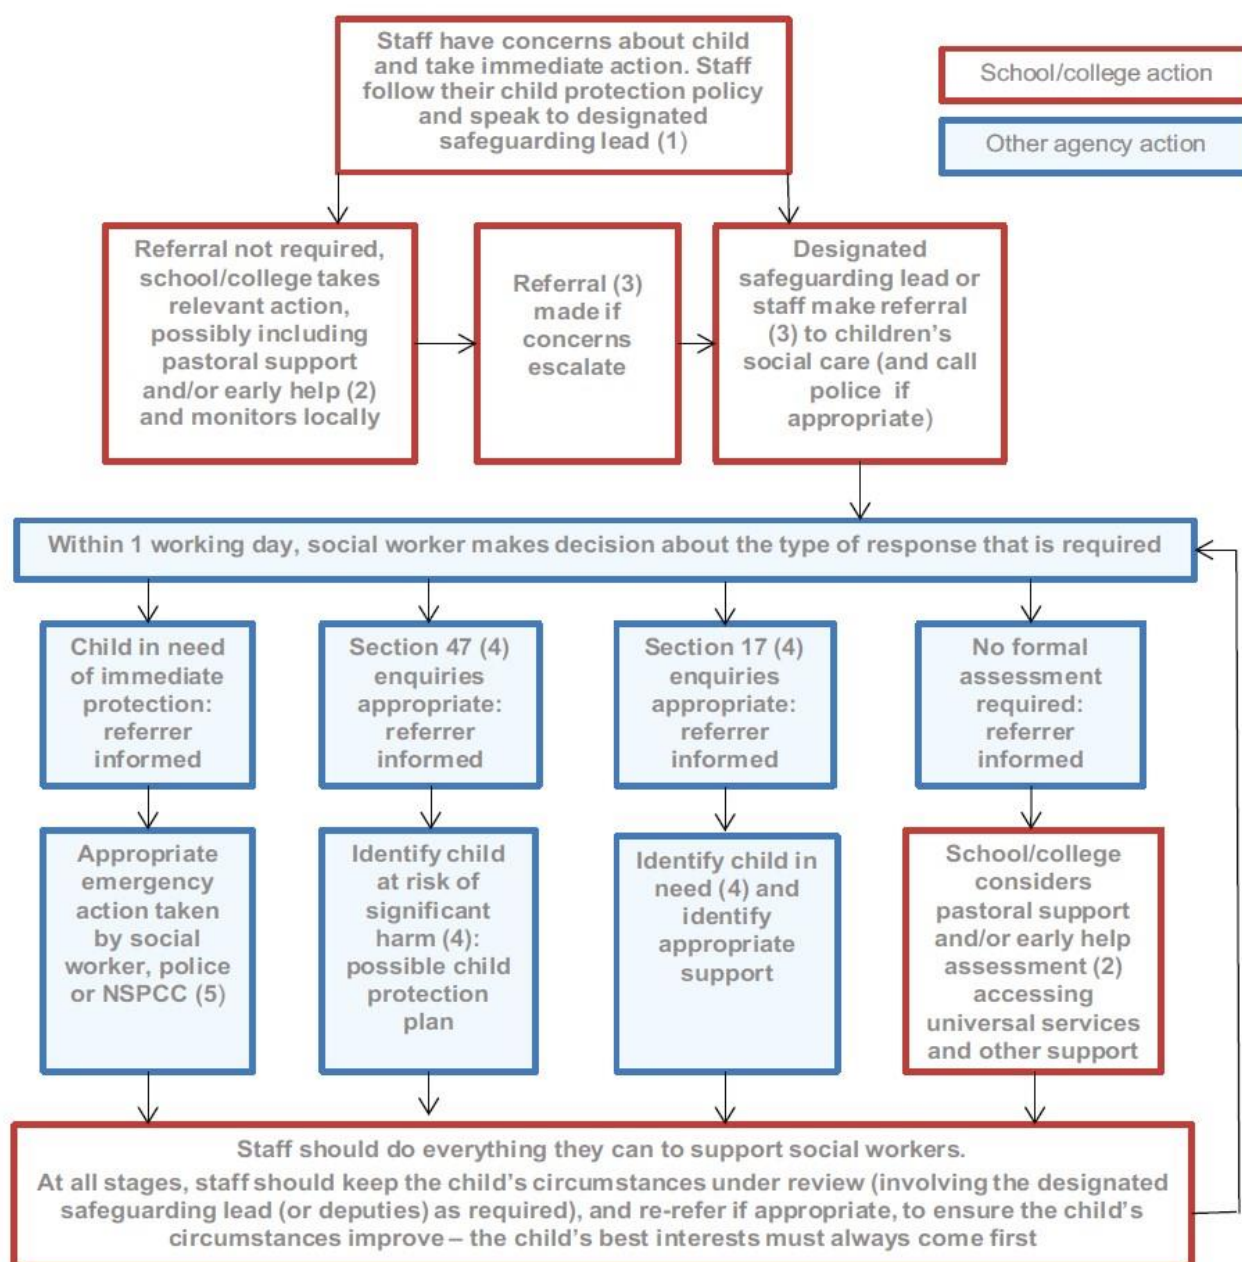 Staff have concerns about child
and take immediate action. Staff
follow their child protection policy
and speak to designated
safeguarding lead (1)
School/college action
Other agency action
Referral not required,
school/college takes
relevant action,
possibly including
pastoral support
and/or early help (2)
and monitors locally
Referral (3)
made if
concerns
escalate
Designated
safeguarding lead or
staff make referral
(3) to children's
social care (and call
police if
appropriate)
Within 1 working day, social worker makes decision about the type of response that is required
Child in need
of immediate
protection:
referrer
informed
Section 47 (4)
enquiries
appropriate:
referrer
informed
Section 17 (4)
enquiries
appropriate:
referrer
informed
No formal
assessment
required:
referrer
informed
Appropriate
emergency
action taken
by social
worker, police
or NSPCC (5)
Identify child
at risk of
significant
harm (4):
possible child
protection
plan
Identify child in
need (4) and
identify
appropriate
support
School/college
considers
pastoral support
and/or early help
assessment (2)
accessing
universal services
and other support
Staff should do everything they can to support social workers.
At all stages, staff should keep the child's circumstances under review (involving the designated
safeguarding lead (or deputies) as required), and re-refer if appropriate, to ensure the child's
circumstances improve – the child's best interests must always come first